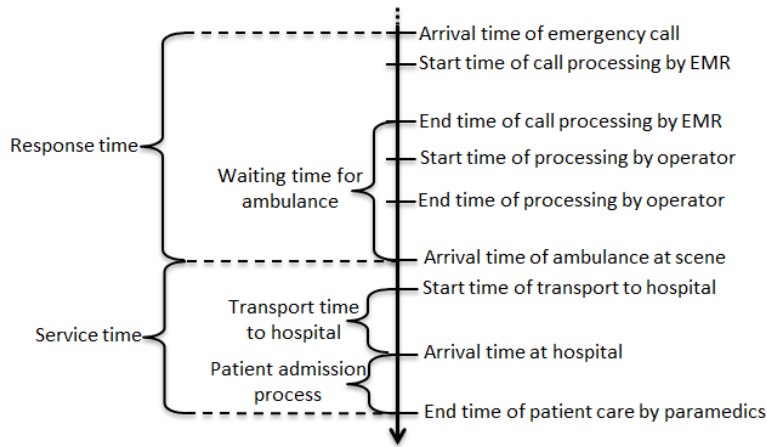 Arrival time of emergency call
Start time of call processing by EMR
End time of call processing by EMR
Response time
Start time of processing by operator
Waiting time for
ambulance
End time of processing by operator
Arrival time of ambulance at scene
Start time of transport to hospital
Transport time
to hospital
Service time
Arrival time at hospital
Patient admission
process
End time of patient care by paramedics